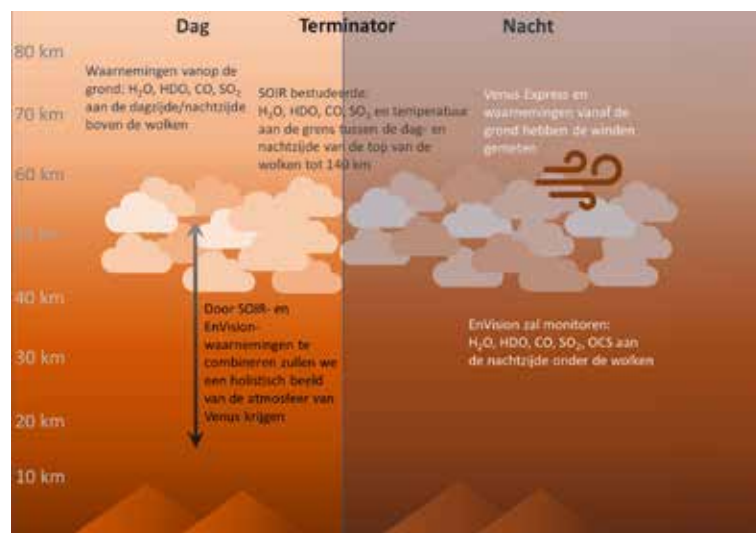 Dag
Terminator
Nacht
80 km
Waarnemingen vanop de
grond: H₂O, HDO, CO, SO₂
aan de dagzijde/nachtzijde
boven de wolken
SOIR bestudeerde:
H₂O, HDO, CO, SO₂ en temperatuur
aan de grens tussen de dag- en
nachtzijde van de top van de
wolken tot 140 km
Venus Express en
waarnemingen vanaf de
grond hebben de winden
gemeten
70 km
60 km
km
40 km
Door SOIR- en
EnVision-
waarnemingen te
combineren zullen we
een holistisch beeld
van de atmosfeer van
Venus krijgen
EnVision zal monitoren:
H₂O, HDO, CO, SO₂, OCS aan
de nachtzijde onder de wolken
30 km
20 km
10 km